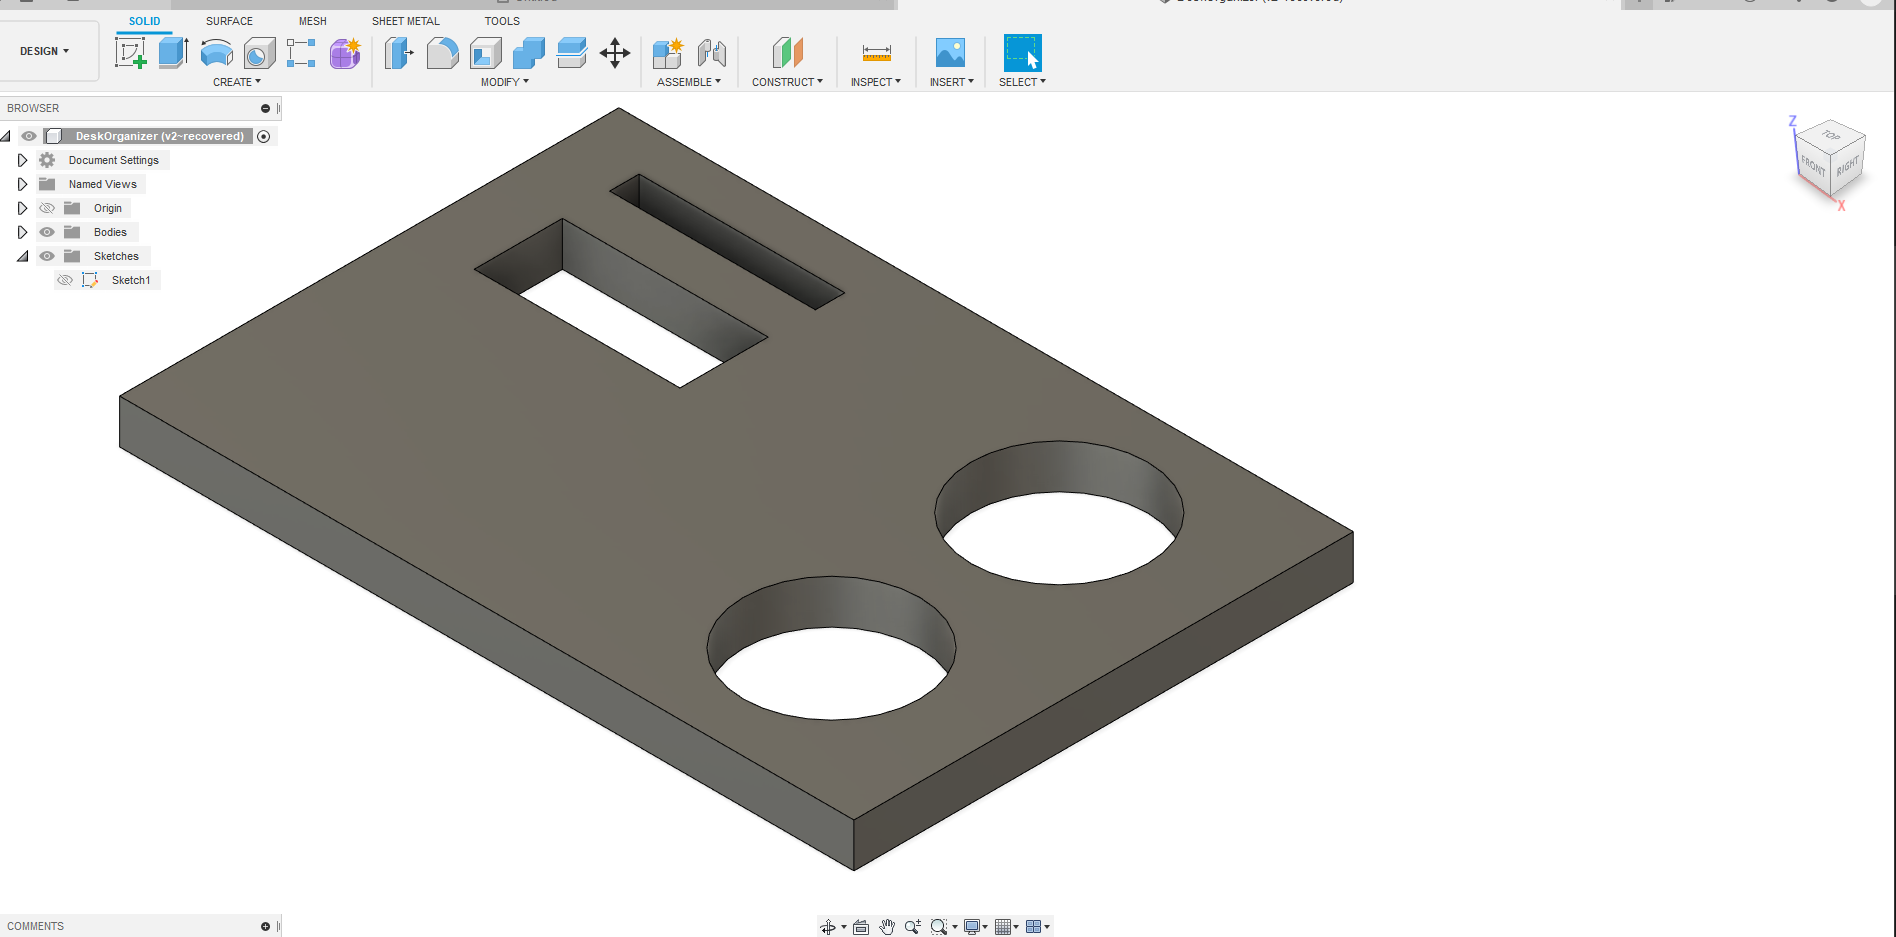 SOLID SURFACE MESH SHEET METAL TOOLS
DESIGN
CREATE MODIFY ASSEMBLE CONSTRUCT INSPECT INSERT SELECT
BROWSER
DeskOrganizer (v2~recovered)
Document Settings
Named Views
Origin
Bodies
Sketches
Sketch1
Z
TOP
FRONT
RIGHT
X
COMMENTS